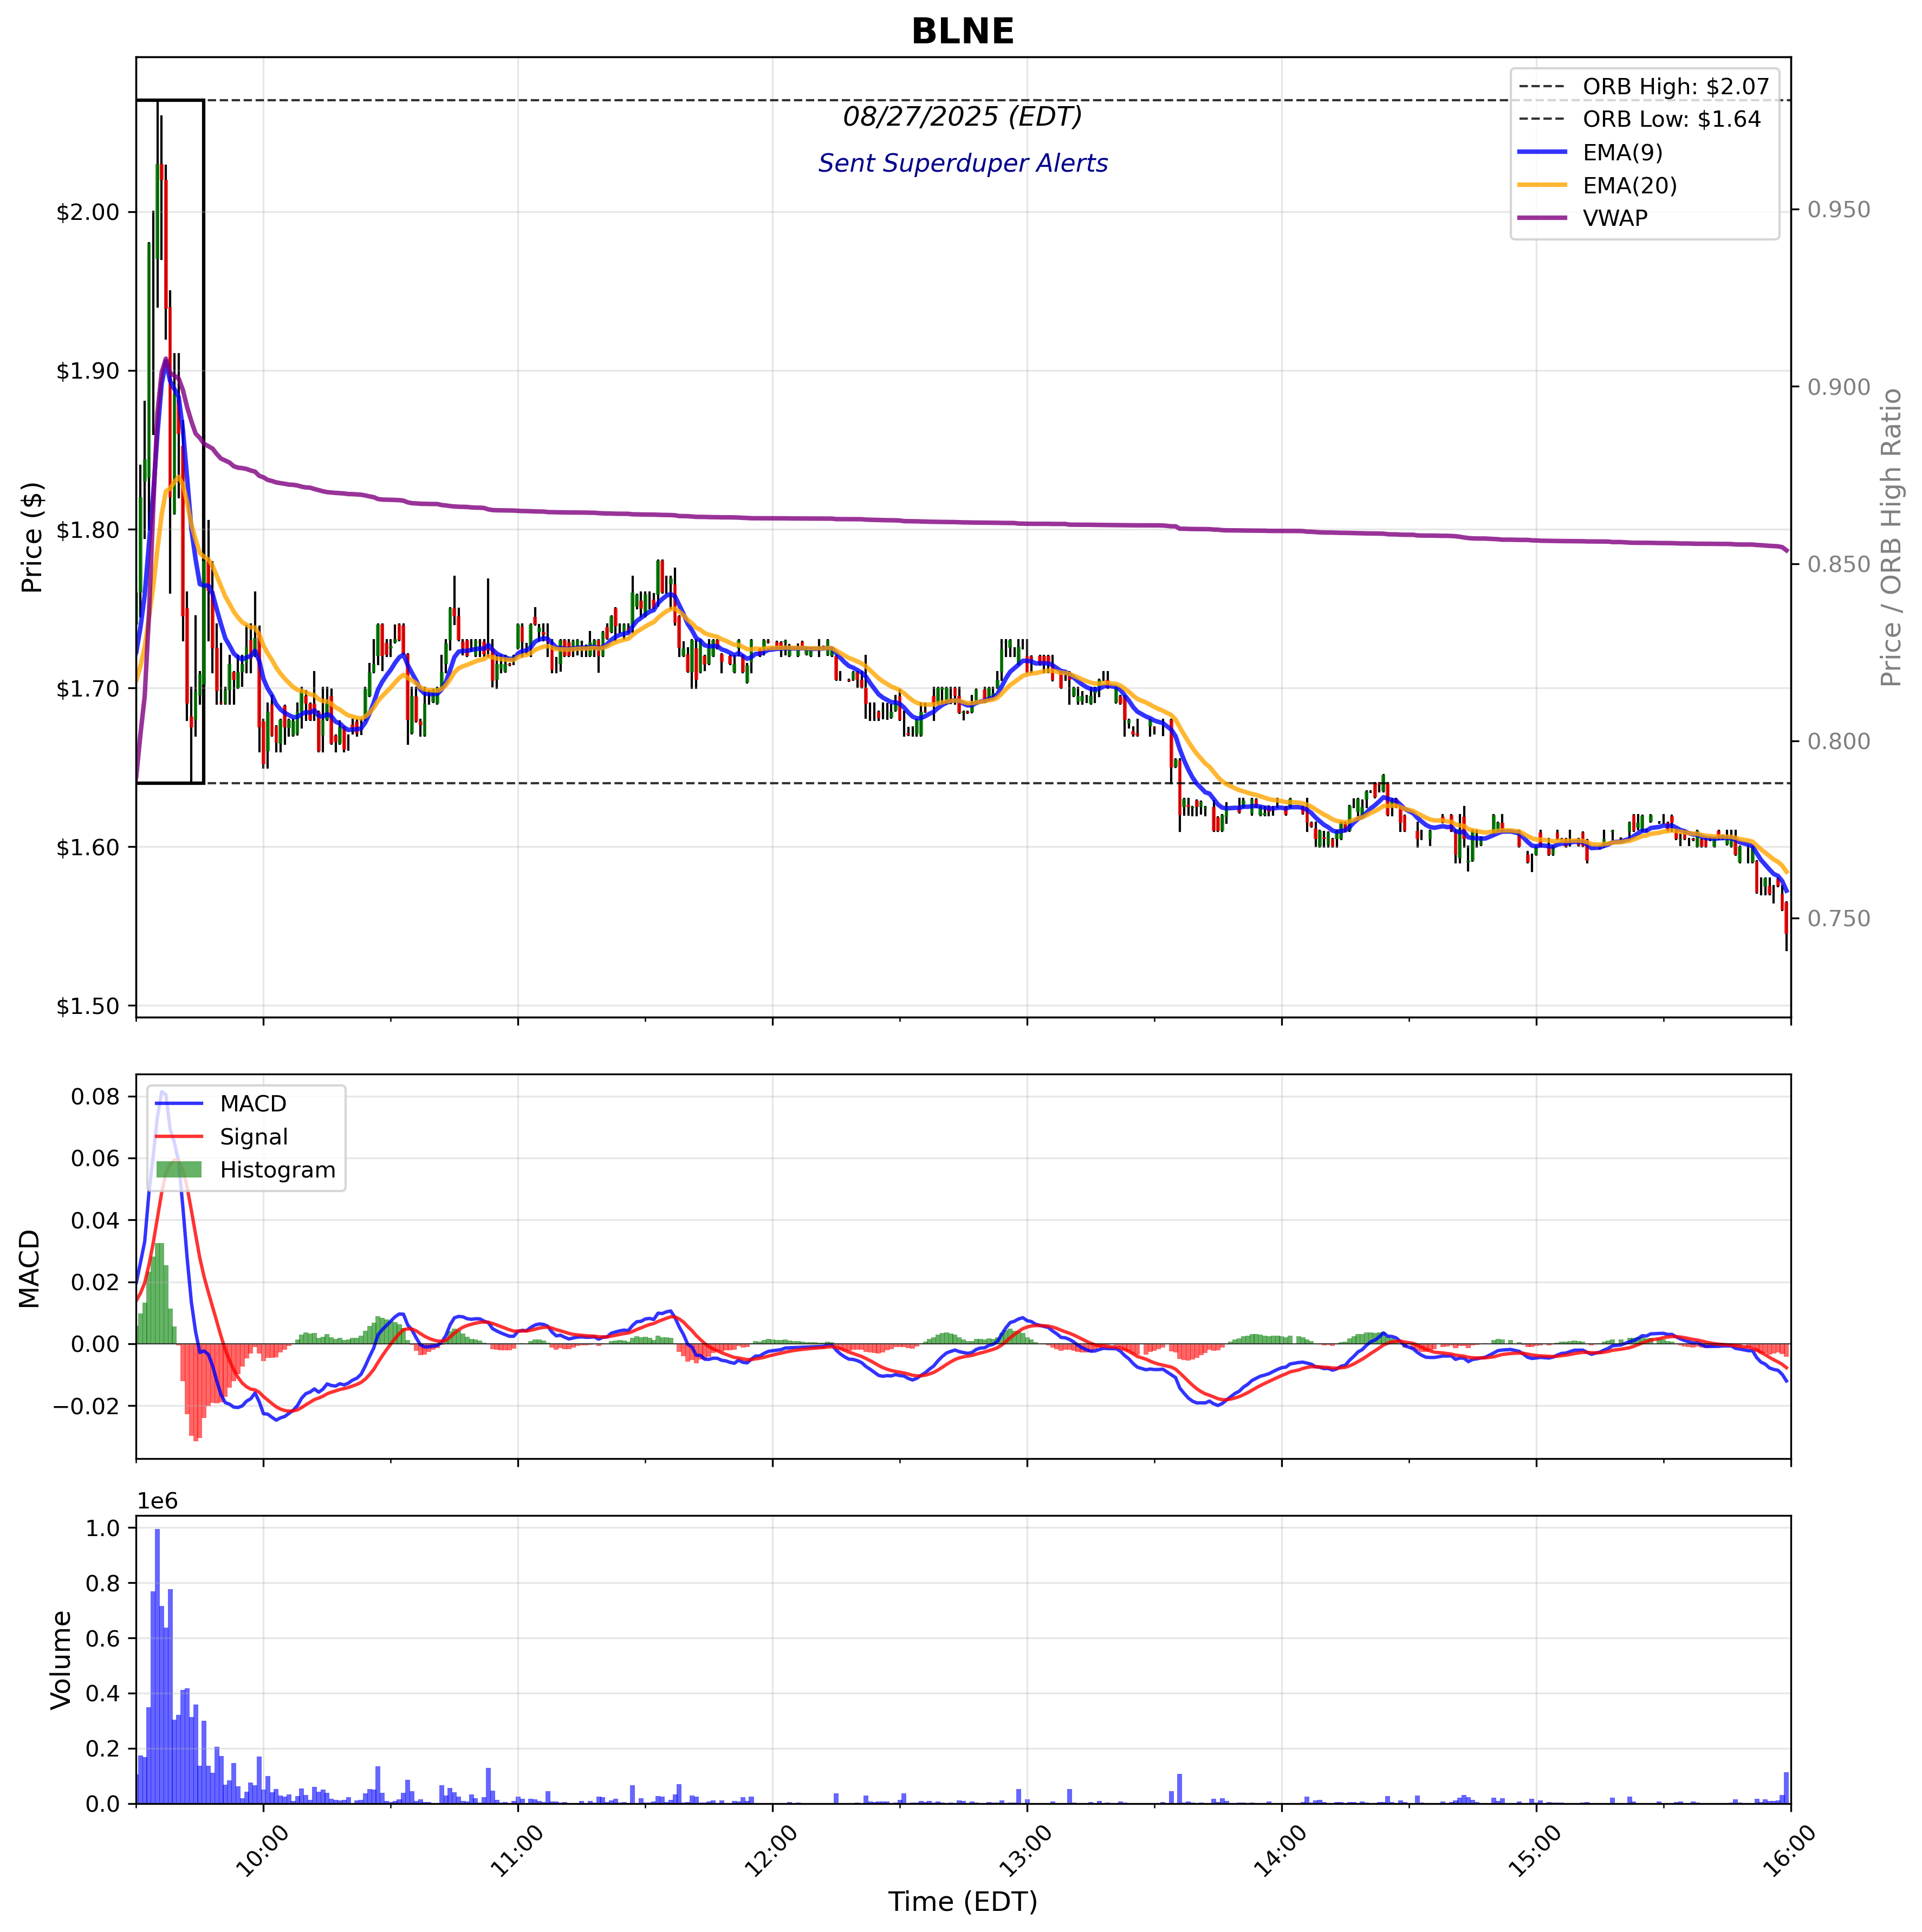 BLNE
08/27/2025 (EDT)
Sent Superduper Alerts
ORB High: $2.07
ORB Low: $1.64
EMA(9)
EMA(20)
VWAP
Price ($)
$2.00
$1.90
$1.80
$1.70
$1.60
$1.50
0.950
0.900
0.850
0.800
0.750
Price / ORB High Ratio
MACD
Signal
Histogram
MACD
0.08
0.06
0.04
0.02
0.00
−0.02
1e6
Volume
1.0
0.8
0.6
0.4
0.2
0.0
10:00
11:00
12:00
13:00
14:00
15:00
16:00
Time (EDT)